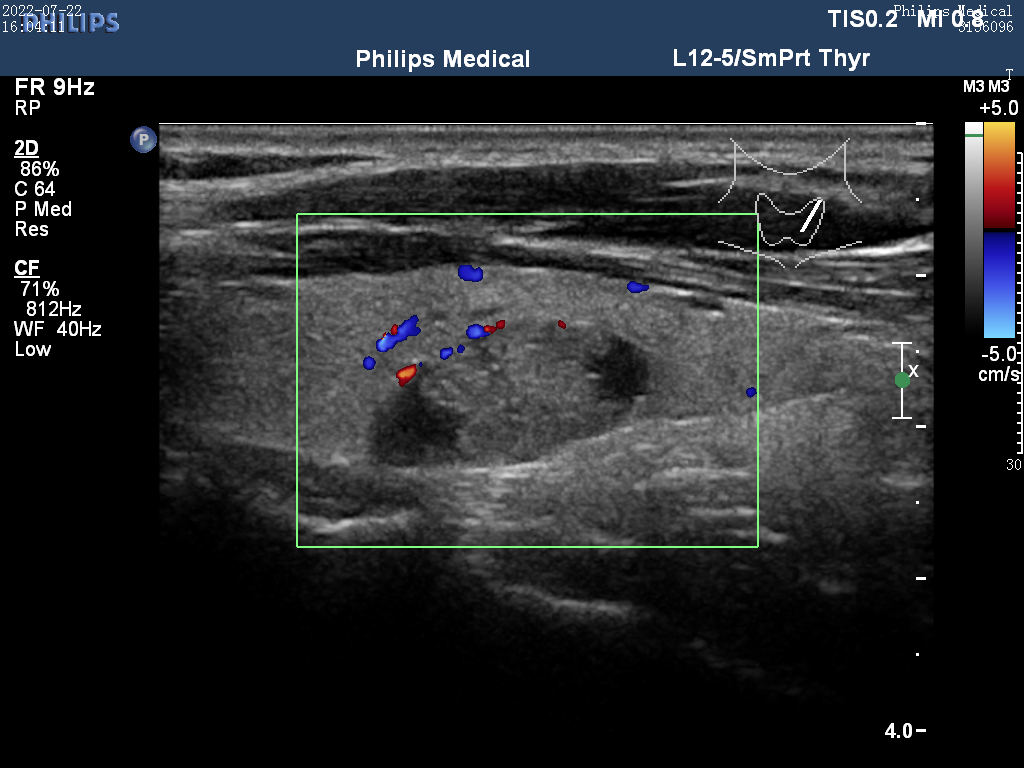 2022-07-22
16:04:11
PHILIPS
TIS0.2 MI 0.8
Philips Medical
Philips Medical
L12-5/SmPrt Thyr
FR 9Hz
RP
2D
86%
C 64
P Med
Res
CF
71%
812Hz
WF 40Hz
Low
P
T
M3 M3
+5.0
-5.0
cm/s
x
30
4.0